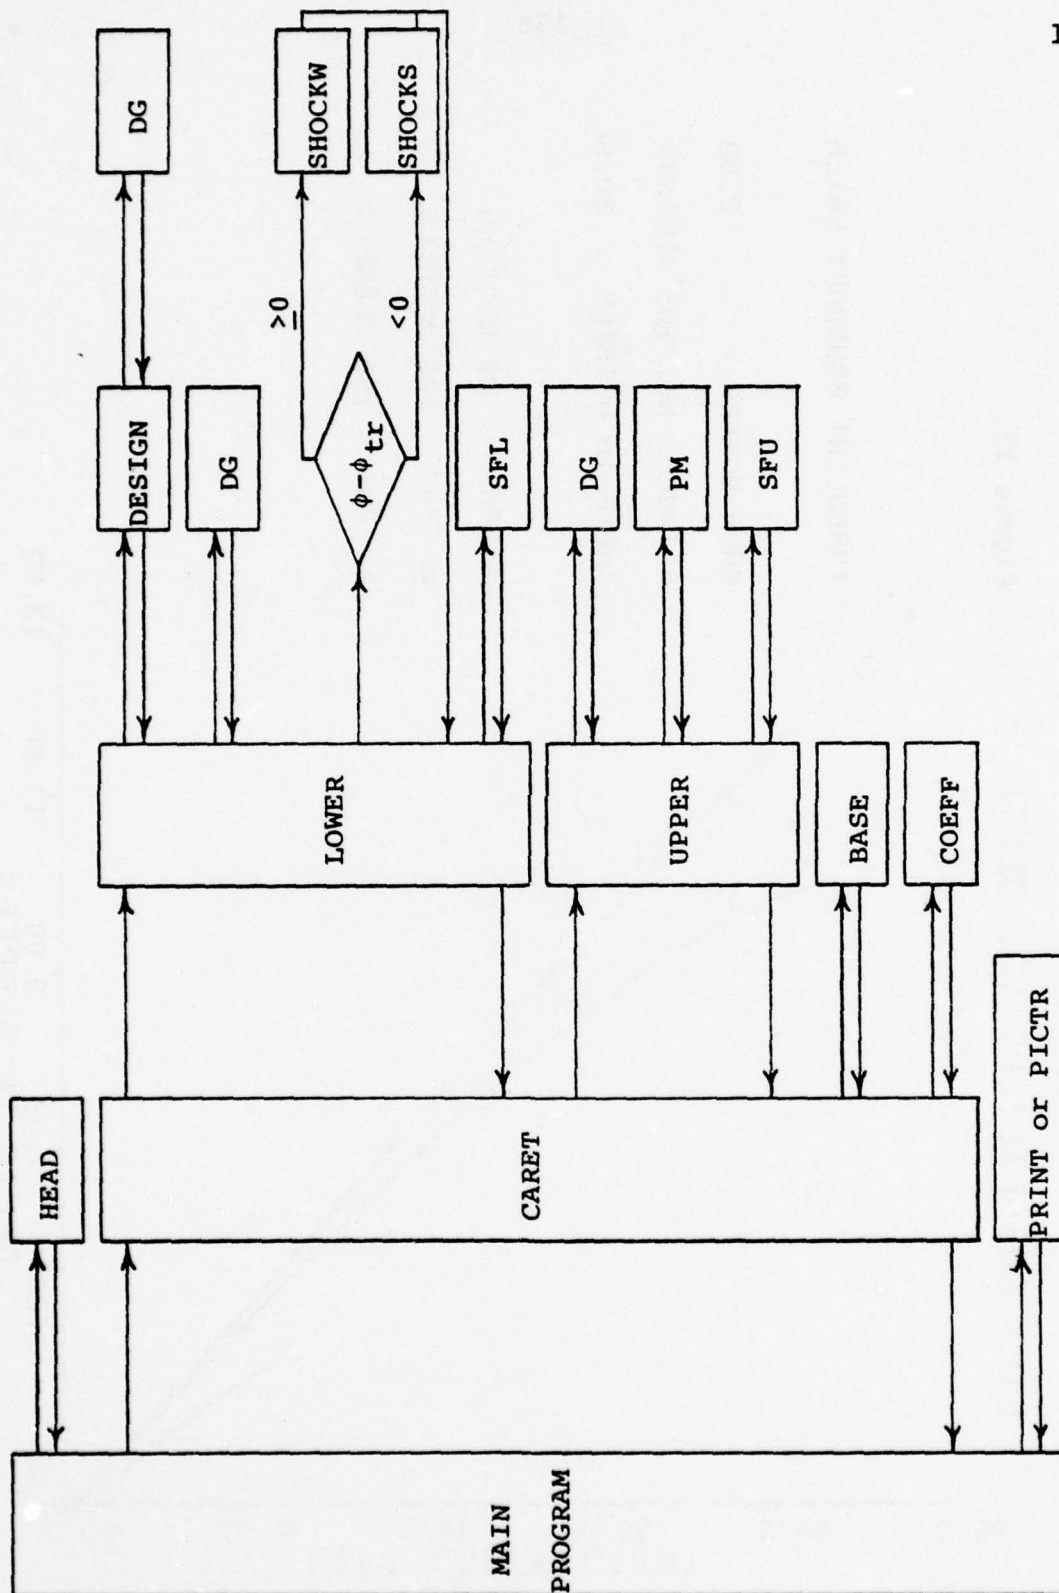 MAIN
PROGRAM
HEAD
CARET
PRINT or PICTR
LOWER
UPPER
BASE
COEFF
DESIGN
DG
DG
ϕ-ϕtr
≥0
<0
SHOCKW
SHOCKS
SFL
DG
PM
SFU